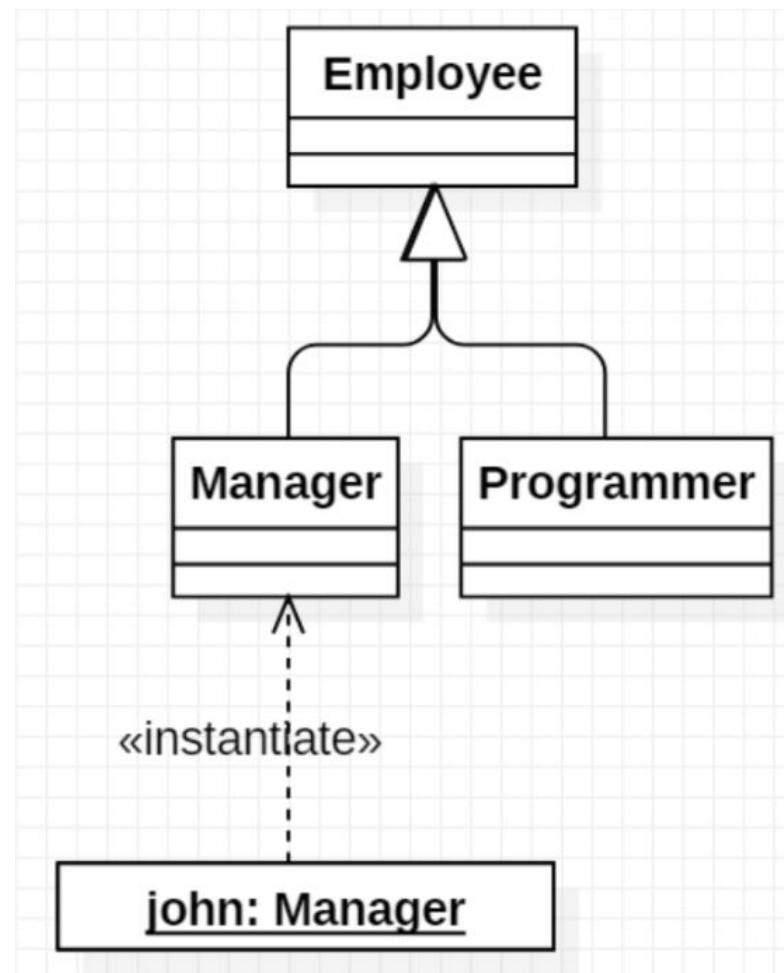 Employee
Manager
Programmer
«instantiate»
john: Manager